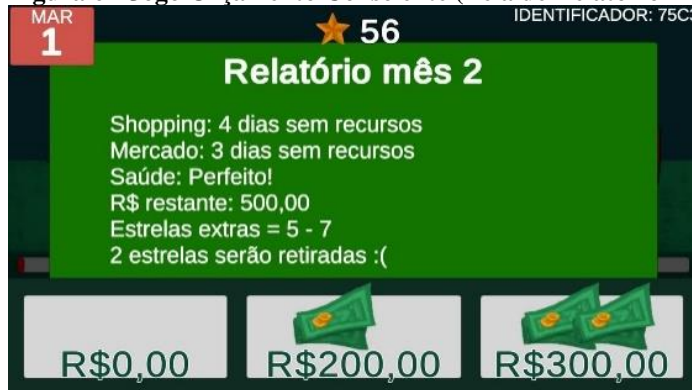 MAR
1
56
IDENTIFICADOR: 75C3
Relatório mês 2
Shopping: 4 dias sem recursos
Mercado: 3 dias sem recursos
Saúde: Perfeito!
R$ restante: 500,00
Estrelas extras = 5 - 7
2 estrelas serão retiradas :(
R$0,00
R$200,00
R$300,00